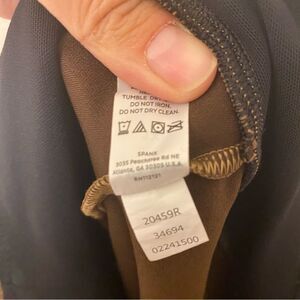 TUMBLE DRY
DO NOT IRON.
DO NOT DRY CLEAN.
SPANX
3035 Peachtree Rd NE
Atlanta, GA 30305 U.S.A.
RN112121
20459R
34694
02241500